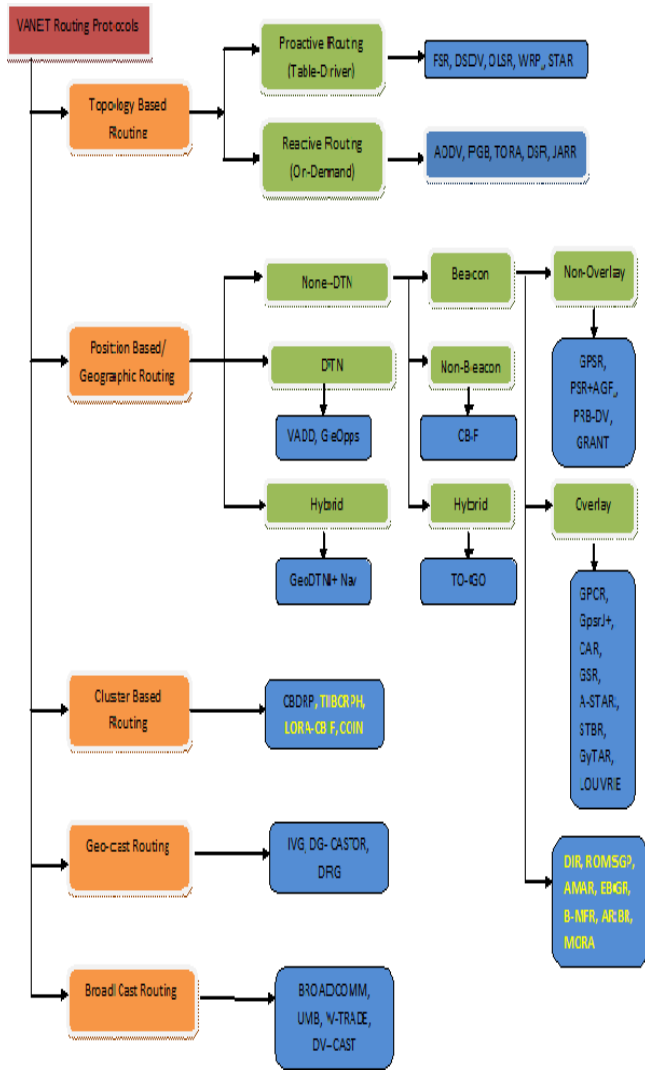 VANET Routing Protocols
Topology Based
Routing
Proactive Routing
(Table-Driver)
FSR, DSDV, OLSR, WRP, STAR
Reactive Routing
(On-Demand)
AODV, PGB, TORA, DSR, JARR
Position Based/
Geographic Routing
None-DTN
Beacon
Non-Overlay
GPSR,
PSR+AGF,
PRB-DV,
GRANT
DTN
Non-Beacon
VADD, GeOpps
CB-F
Hybrid
Hybrid
Overlay
GeoDTN+ Nav
TO-GO
GPCR,
GpsrJ+,
CAR,
GSR,
A-STAR,
STBR,
GyTAR,
LOUVRE
Cluster Based
Routing
CBDRP, TIBCRPH,
LORA-CBF, COIN
Geo-cast Routing
IVG, DG-CASTOR,
DRG
DIR, ROMSGP,
AMAR, EBGR,
B-MFR, ARBR,
MORA
Broad Cast Routing
BROADCOMM,
UMB, V-TRADE,
DV-CAST